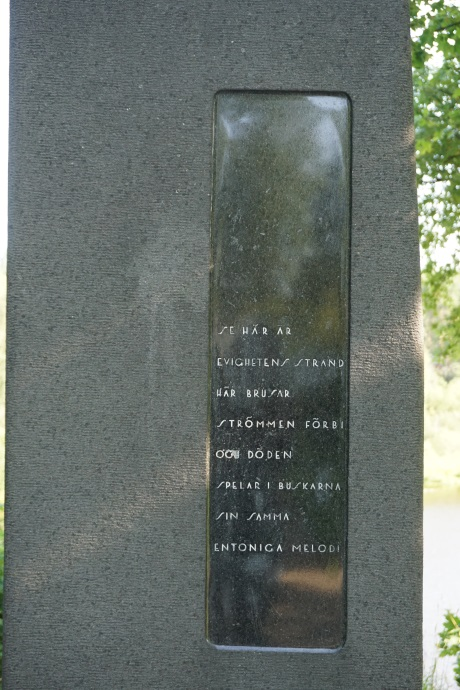 SE HÄR ÄR
EVIGHETENS STRAND
HÄR BRUSAR
STRÖMMEN FÖRBI
OCH DÖDEN
SPELAR I BUSKARNA
SIN SAMMA
ENTONIGA MELODI